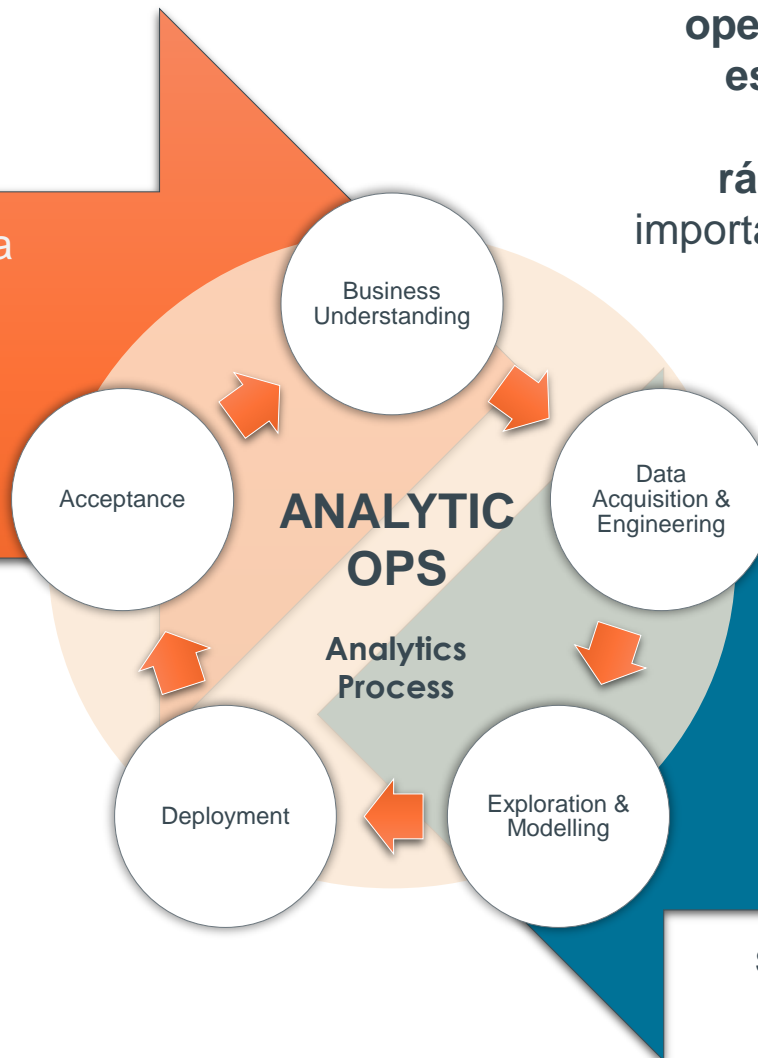 ope
es
rá
importa
a
Business
Understanding
Data
Acquisition &
Engineering
Acceptance
ANALYTIC
OPS
Analytics
Process
Exploration &
Modelling
Deployment
s